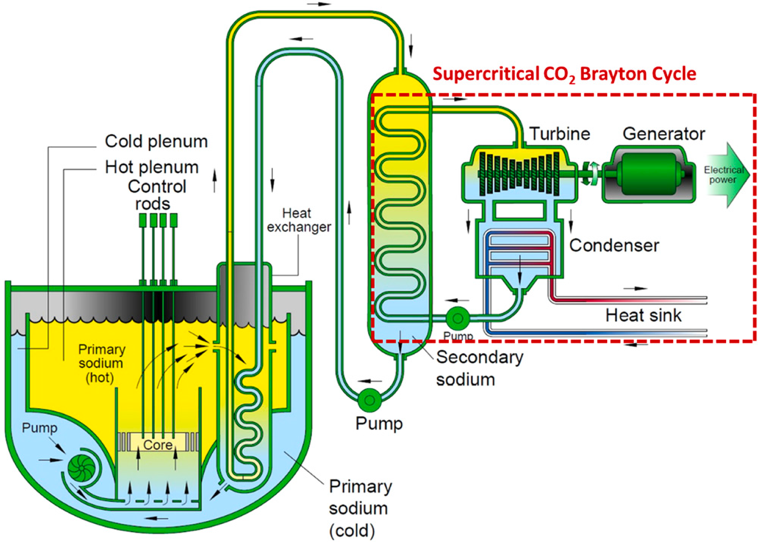 Supercritical CO₂ Brayton Cycle
Cold plenum
Hot plenum
Control
rods
Heat
exchanger
Turbine
Generator
Electrical
power
Condenser
Heat sink
Pump
Secondary
sodium
Pump
Primary
sodium
(hot)
Pump
Core
Primary
sodium
(cold)